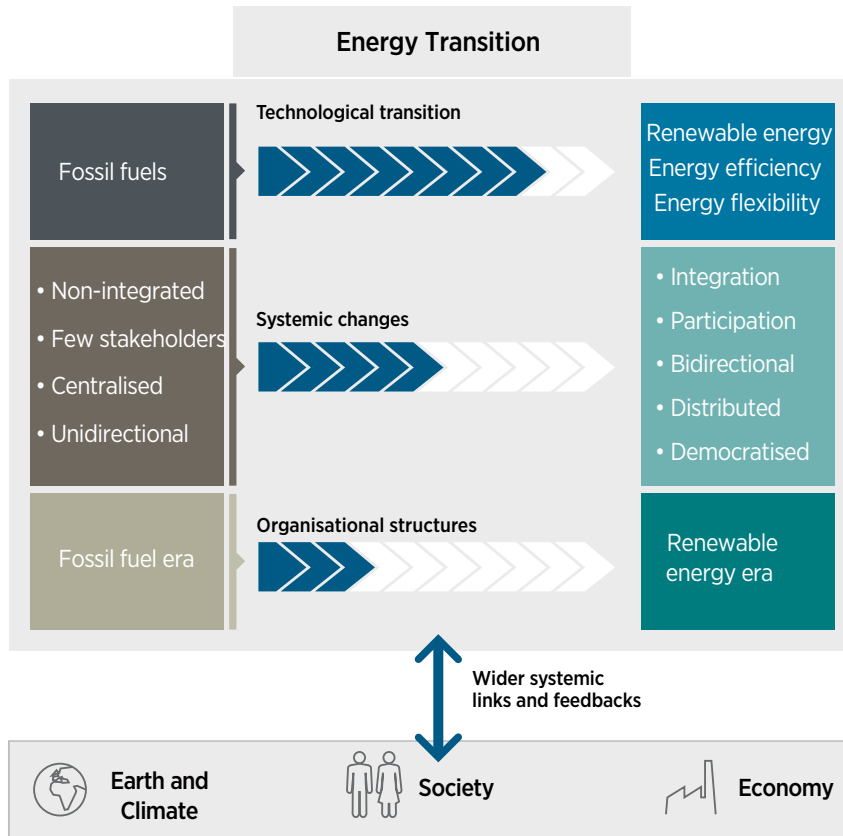 Energy Transition
Technological transition
Fossil fuels
Renewable energy
Energy efficiency
Energy flexibility
Systemic changes
• Non-integrated
• Few stakeholders
• Centralised
• Unidirectional
• Integration
• Participation
• Bidirectional
• Distributed
• Democratised
Organisational structures
Fossil fuel era
Renewable
energy era
Wider systemic
links and feedbacks
Earth and
Climate
Society
Economy